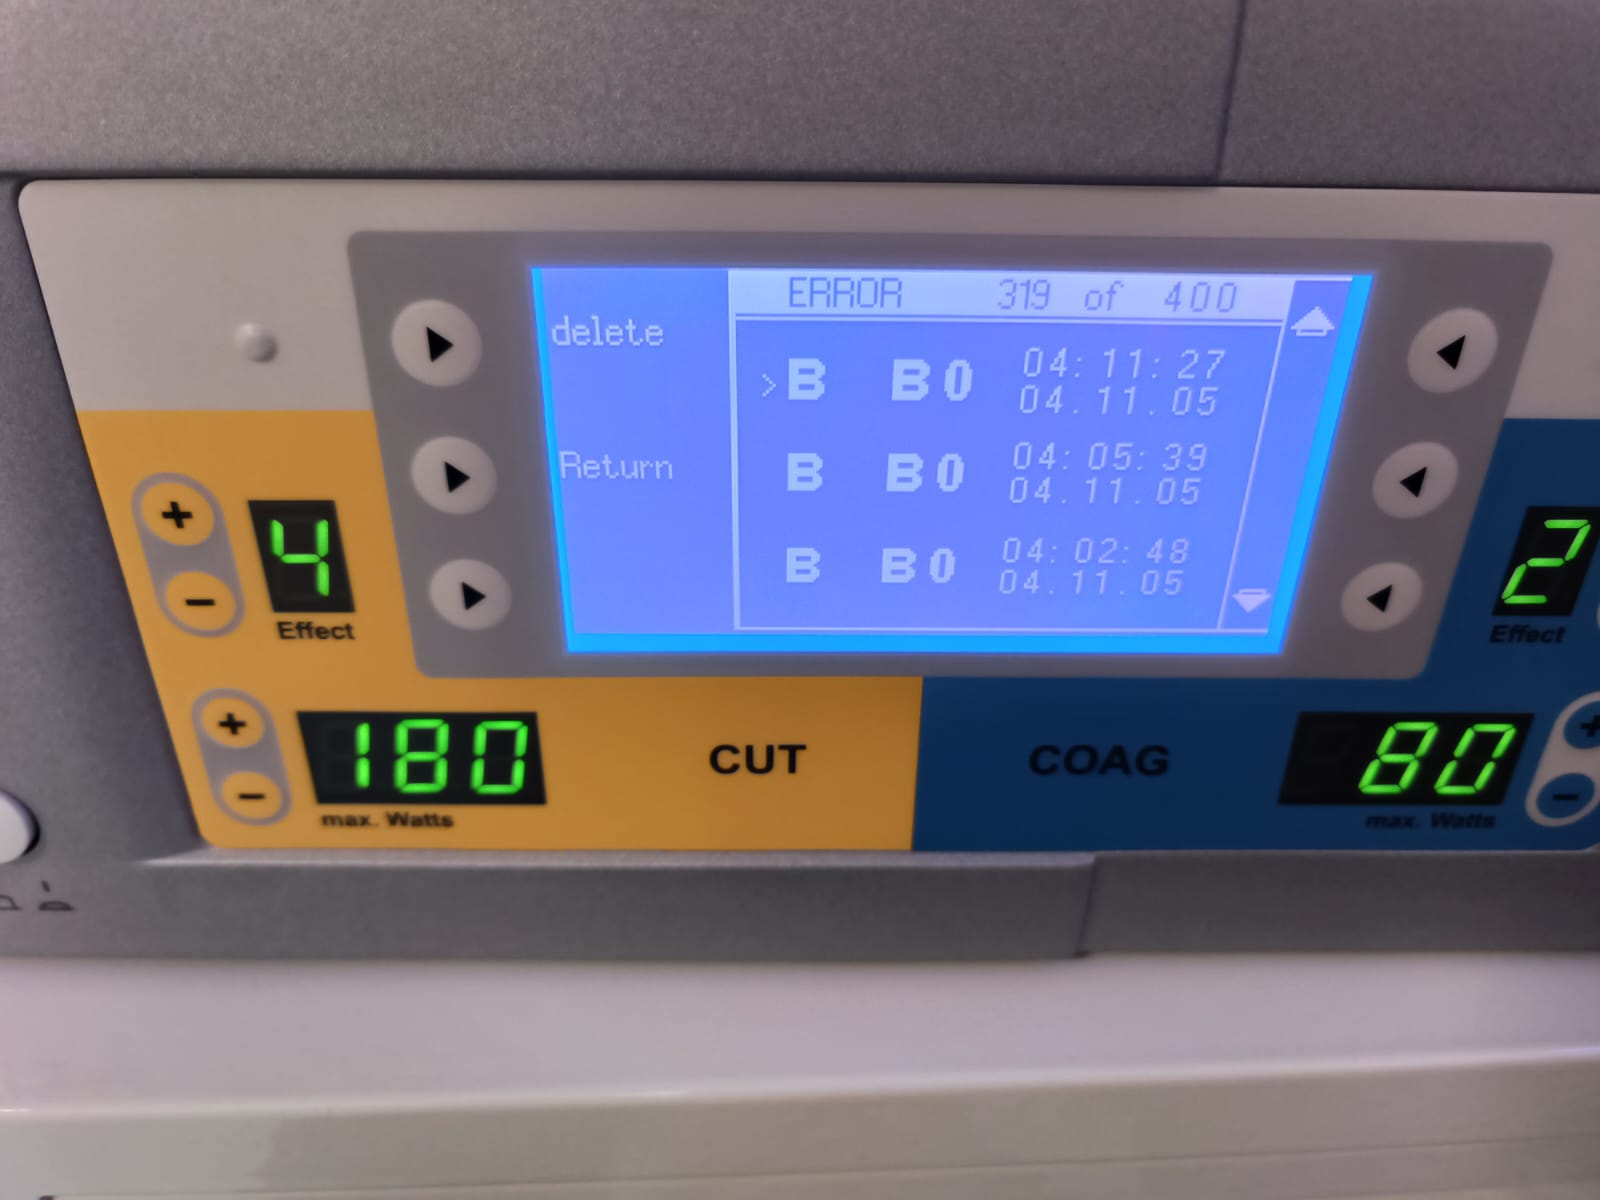 ERROR 319 of 400
delete
> B B0 04:11:27
04.11.05
Return
B B0 04:05:39
04.11.05
B B0 04:02:48
04.11.05
+
4
−
Effect
2
Effect
+
180
−
max. Watts
CUT
COAG
80
max. Watts
+
−